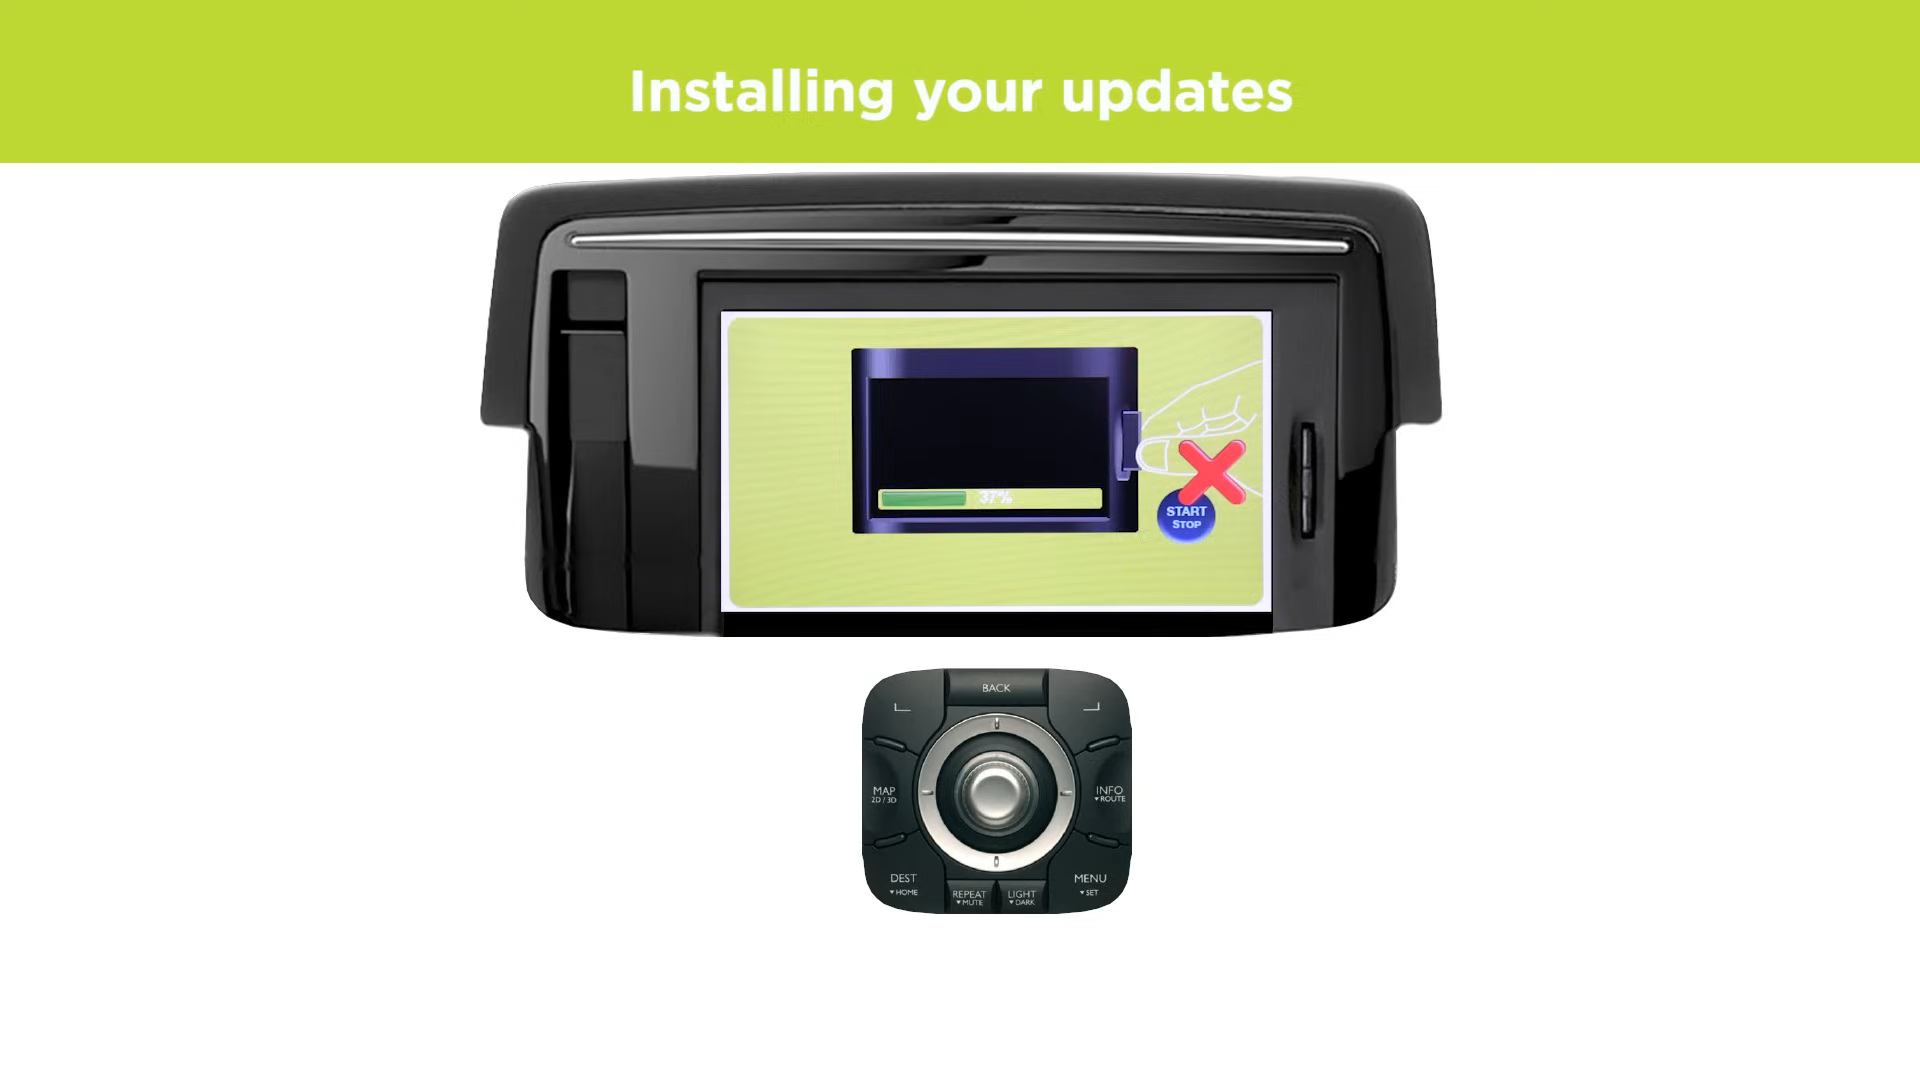 Installing your updates
37%
START
STOP
BACK
MAP
2D / 3D
INFO
▾ROUTE
DEST
▾HOME
MENU
▾SET
REPEAT
▾MUTE
LIGHT
▾DARK